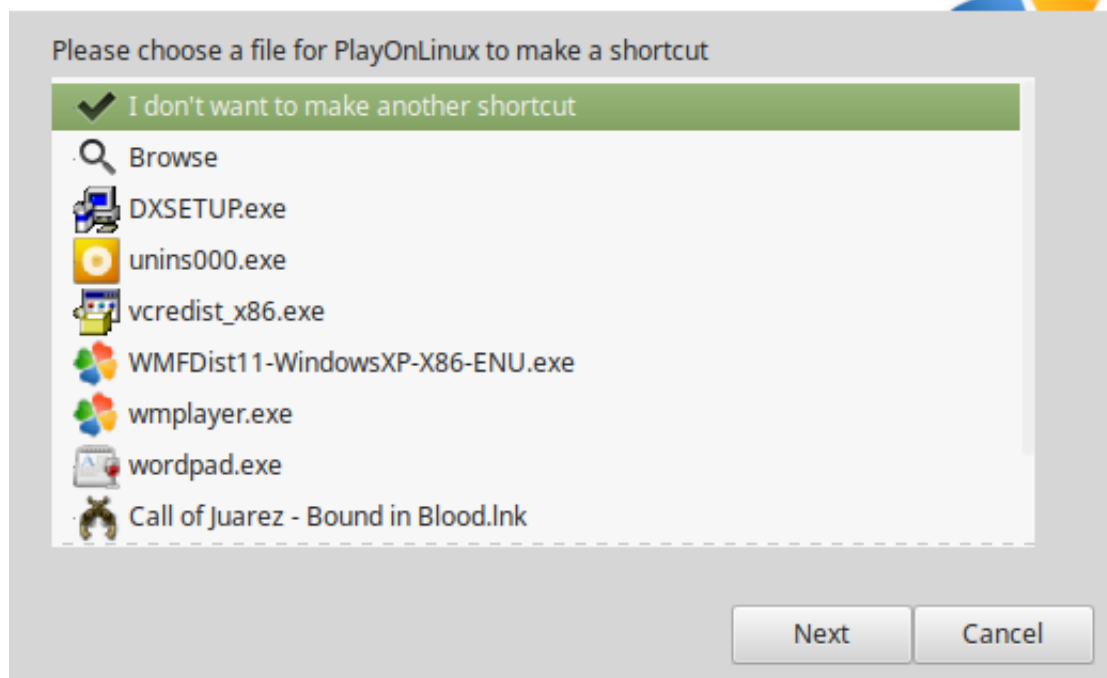 Please choose a file for PlayOnLinux to make a shortcut
I don't want to make another shortcut
Browse
DXSETUP.exe
unins000.exe
vcredist_x86.exe
WMFDist11-WindowsXP-X86-ENU.exe
wmplayer.exe
wordpad.exe
Call of Juarez - Bound in Blood.lnk
Next
Cancel